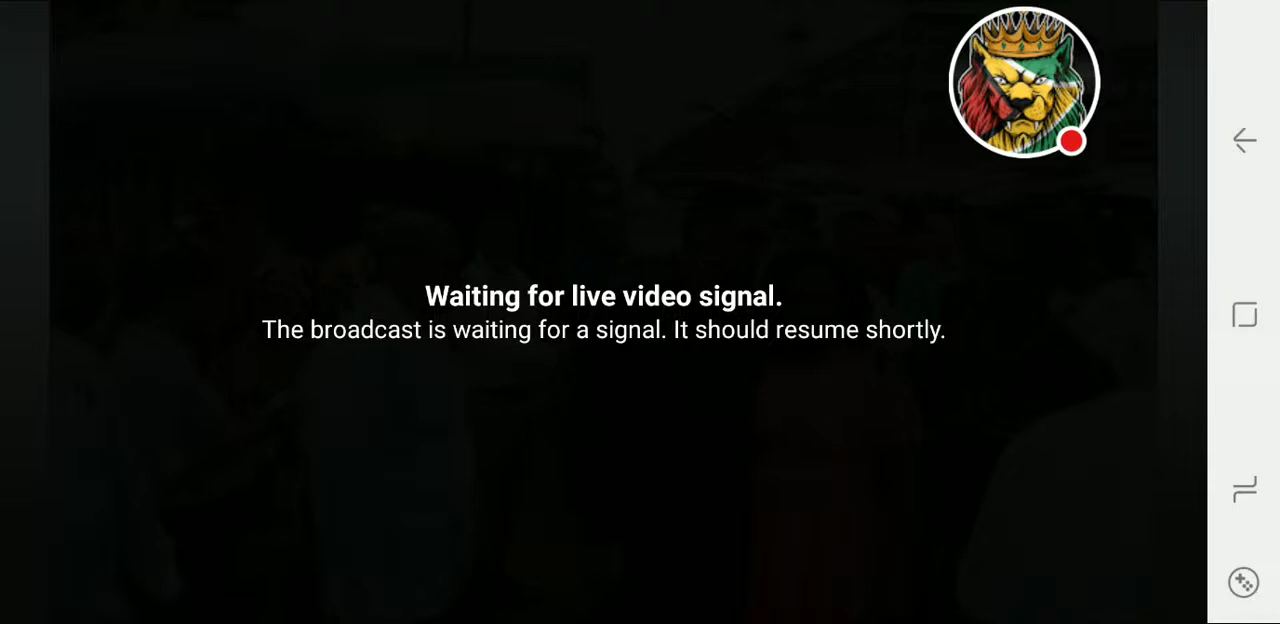 Waiting for live video signal.
The broadcast is waiting for a signal. It should resume shortly.